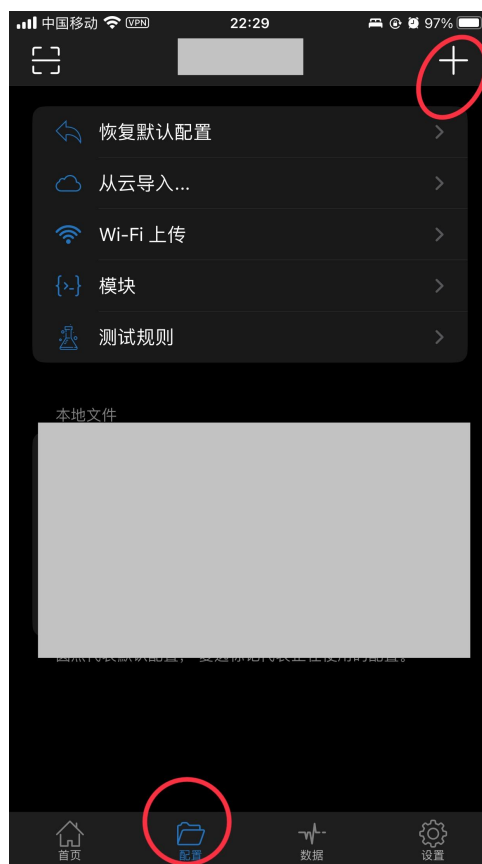 中国移动 VPN 22:29 97%
恢复默认配置
从云导入...
Wi-Fi 上传
模块
测试规则
本地文件
首页 配置 数据 设置